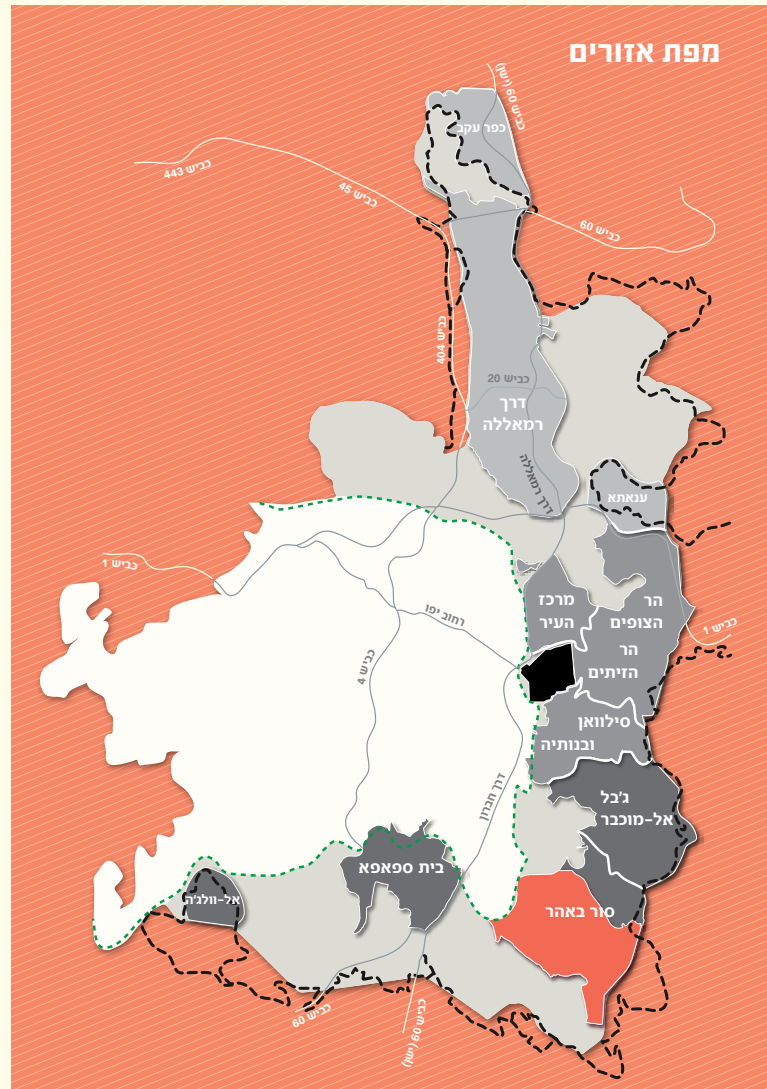 מפת אזורים
כביש 60 (ישן)
כפר עקב
כביש 443
כביש 45
כביש 60
כביש 404
כביש 20
דרך
רמאללה
דרך רמאללה
ענאתא
כביש 1
מרכז
העיר
הר
הצופים
הר
הזיתים
כביש 1
רחוב יפו
כביש 4
סילוואן
ובנותיה
דרך חברון
ג'בל
אל-מוכבר
בית ספאפא
אל-וולג'ה
סור באהר
כביש 60
כביש 60 (ישן)